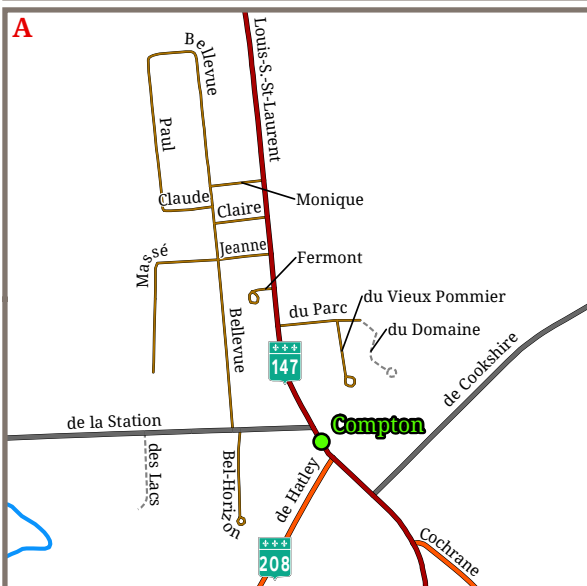 A
Bellevue
Louis-S.-St-Laurent
Paul
Claude
Monique
Claire
Jeanne
Massé
Fermont
du Parc
du Vieux Pommier
du Domaine
Bellevue
147
de Cookshire
de la Station
Compton
des Lacs
Bel-Horizon
de Hatley
208
Cochrane